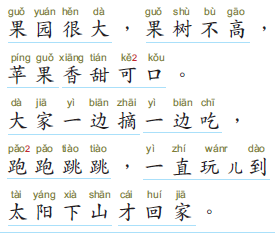 guǒ yuán hěn dà guǒ shù bù gāo
果园很大，果树不高，
píng guǒ xiāng tián kě2 kǒu
苹果香甜可口。
dà jiā yì biān zhāi yì biān chī
大家一边摘一边吃，
pǎo2 pǎo tiào tiào yì zhí wánr dào
跑跑跳跳，一直玩儿到
tài yáng xià shān cái huí jiā
太阳下山才回家。